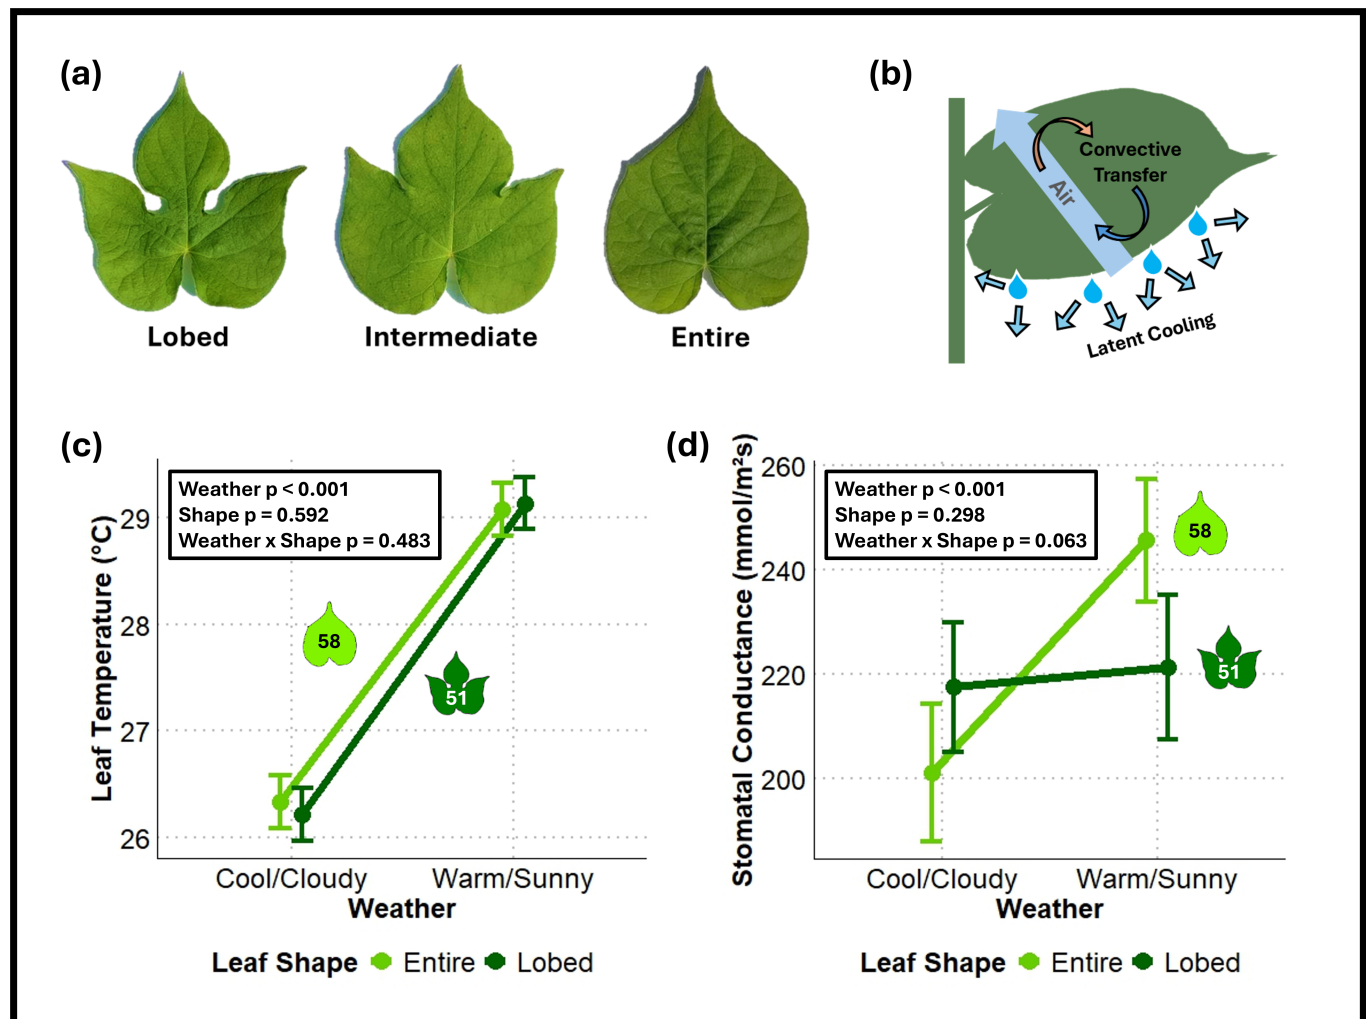 (a)
Lobed
Intermediate
Entire
(b)
Air
Convective
Transfer
Latent Cooling
(c)
Weather p < 0.001
Shape p = 0.592
Weather x Shape p = 0.483
Leaf Temperature (°C)
29
28
27
26
58
51
Cool/Cloudy
Warm/Sunny
Weather
Leaf Shape Entire Lobed
(d)
Weather p < 0.001
Shape p = 0.298
Weather x Shape p = 0.063
Stomatal Conductance (mmol/m²s)
260
240
220
200
58
51
Cool/Cloudy
Warm/Sunny
Weather
Leaf Shape Entire Lobed